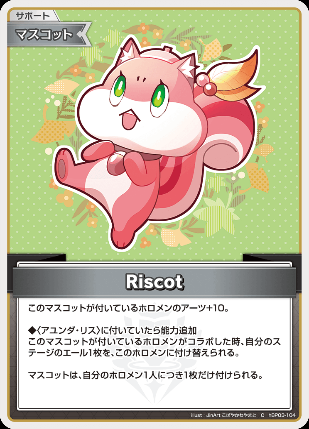 サポート
マスコット
Riscot
このマスコットが付いているホロメンのアーツ+10。
◆〈アユンダ・リス〉に付いていたら能力追加
このマスコットが付いているホロメンがコラボした時、自分の
ステージのエール1枚を、このホロメンに付け替えられる。
マスコットは、自分のホロメン1人につき1枚だけ付けられる。
Illust. JinArt C hBP03-104